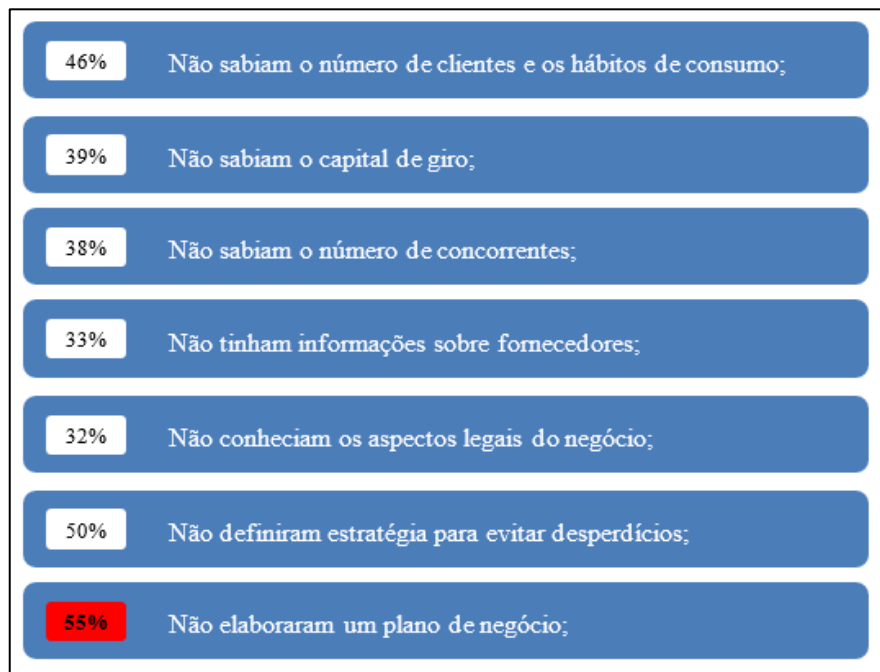 46% Não sabiam o número de clientes e os hábitos de consumo;
39% Não sabiam o capital de giro;
38% Não sabiam o número de concorrentes;
33% Não tinham informações sobre fornecedores;
32% Não conheciam os aspectos legais do negócio;
50% Não definiram estratégia para evitar desperdícios;
55% Não elaboraram um plano de negócio;